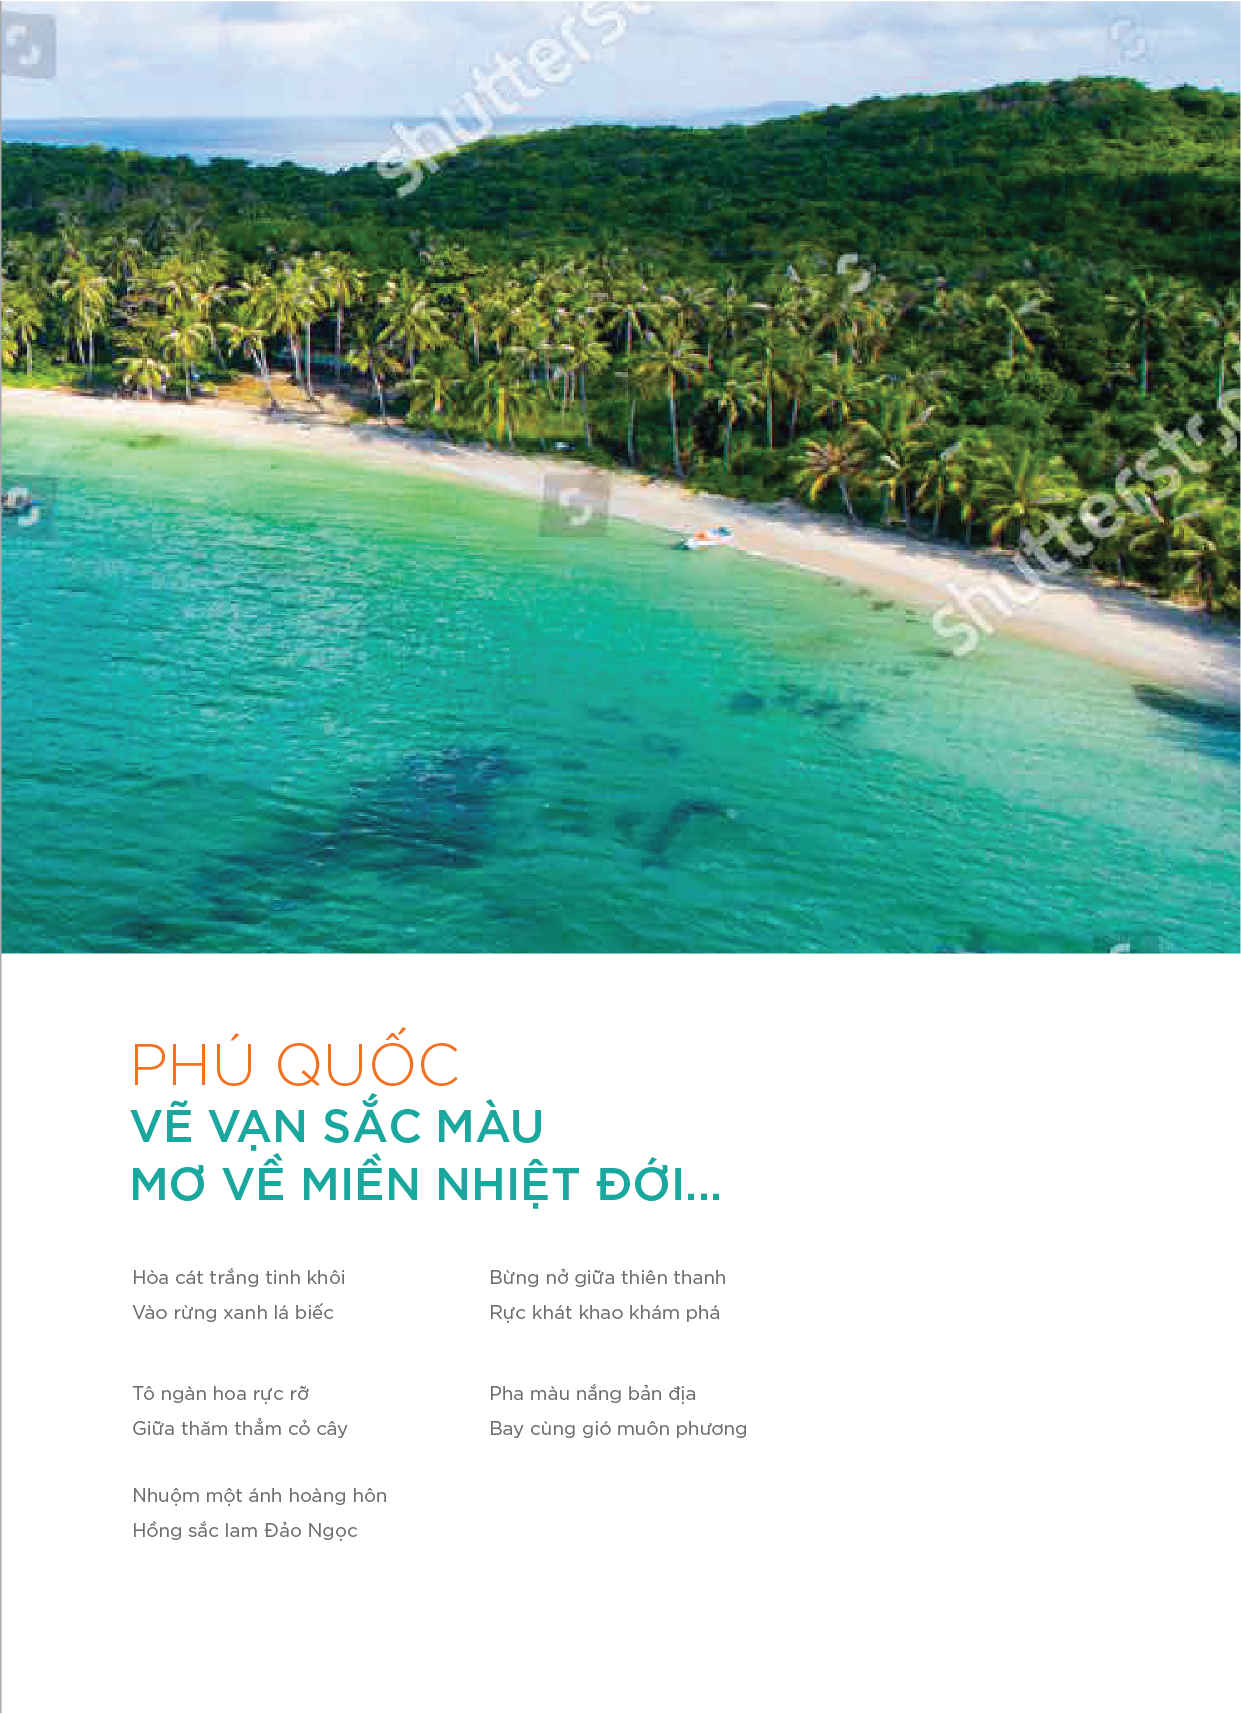 shutterst
shutterst
PHÚ QUỐC
VẼ VẠN SẮC MÀU
MƠ VỀ MIỀN NHIỆT ĐỚI...
Hòa cát trắng tinh khôi
Vào rừng xanh lá biếc
Tô ngàn hoa rực rỡ
Giữa thăm thẳm cỏ cây
Nhuộm một ánh hoàng hôn
Hồng sắc lam Đảo Ngọc
Bừng nở giữa thiên thanh
Rực khát khao khám phá
Pha màu nắng bản địa
Bay cùng gió muôn phương